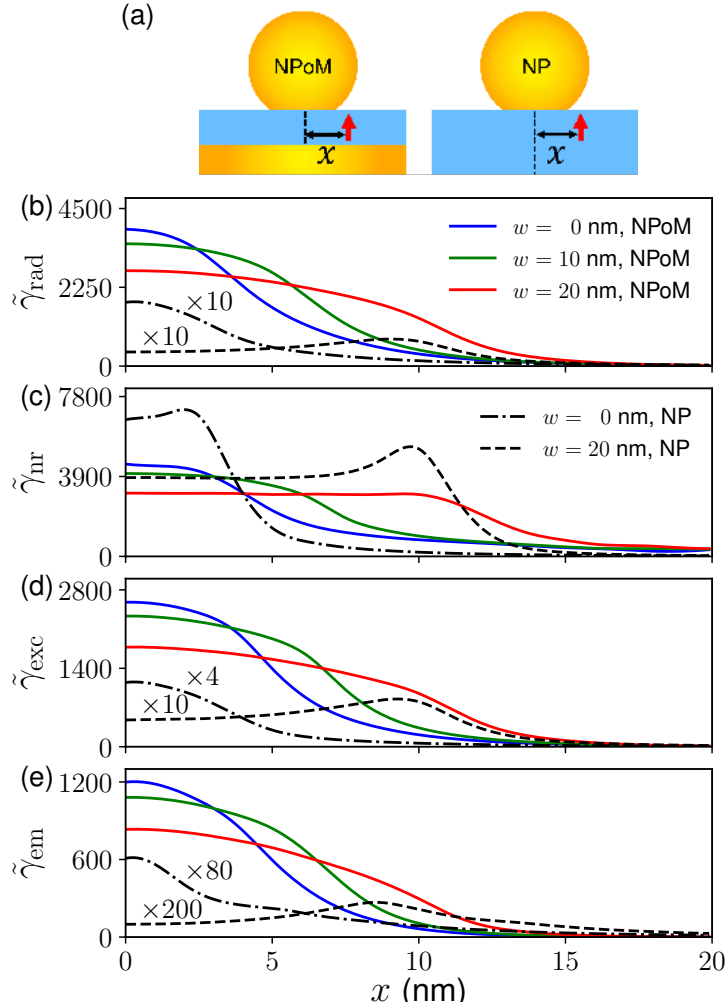 (a)
NPoM
NP
x
x
(b)
4500
2250
0
γ̃rad
w = 0 nm, NPoM
w = 10 nm, NPoM
w = 20 nm, NPoM
×10
×10
(c)
7800
3900
0
γ̃nr
w = 0 nm, NP
w = 20 nm, NP
(d)
2800
1400
0
γ̃exc
×4
×10
(e)
1200
600
0
γ̃em
×80
×200
0 5 10 15 20
x (nm)